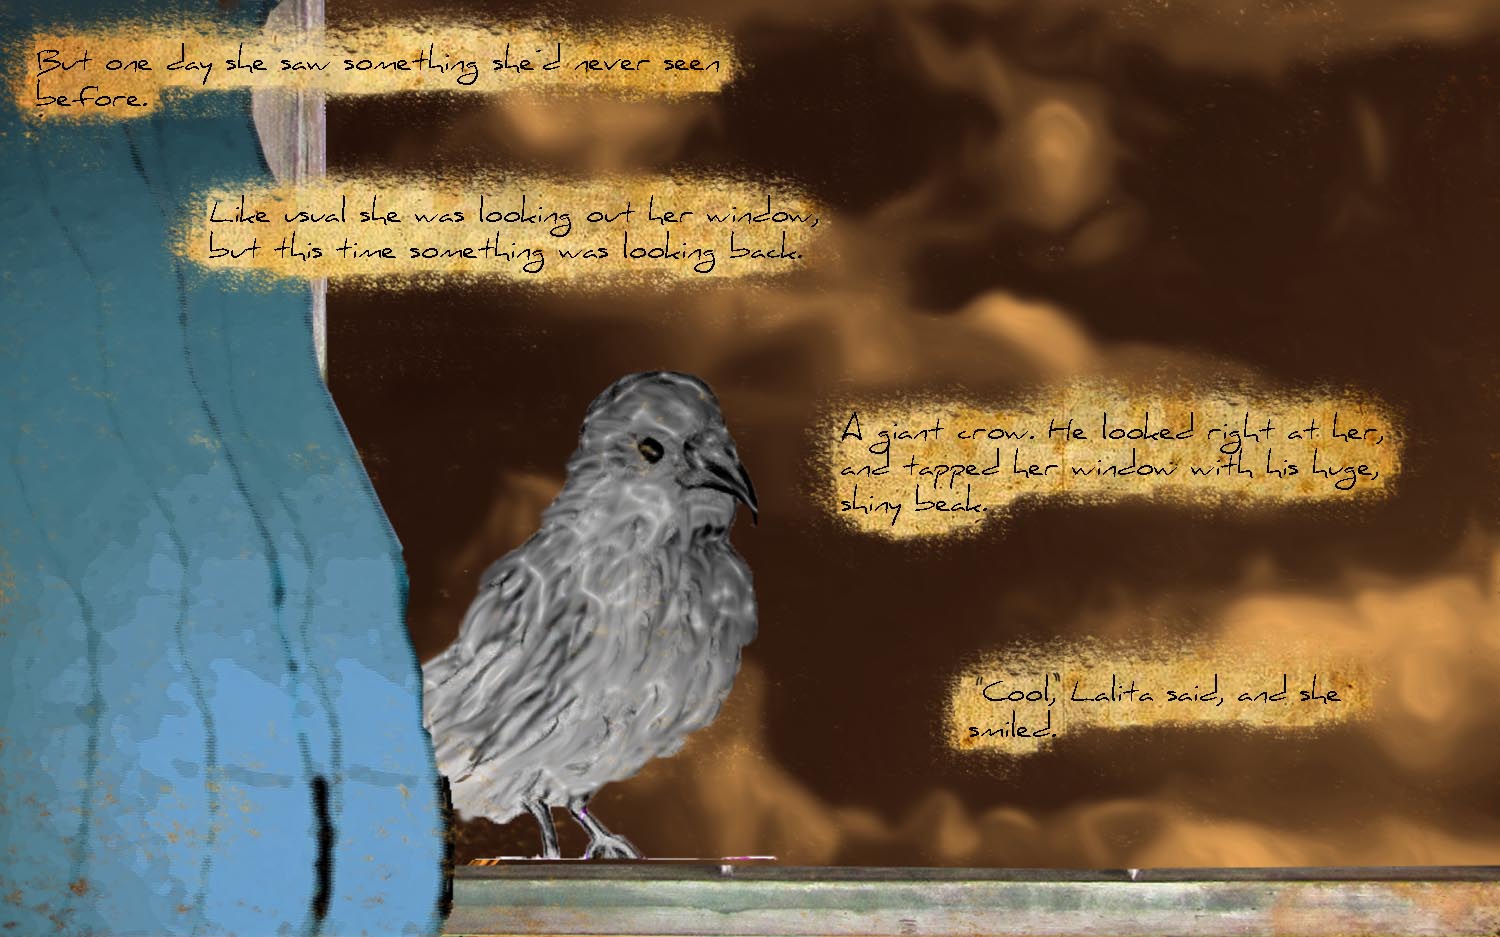 But one day she saw something she'd never seen
before.
Like usual she was looking out her window,
but this time something was looking back.
A giant crow. He looked right at her,
and tapped her window with his huge,
shiny beak.
"Cool," Lalita said, and she
smiled.